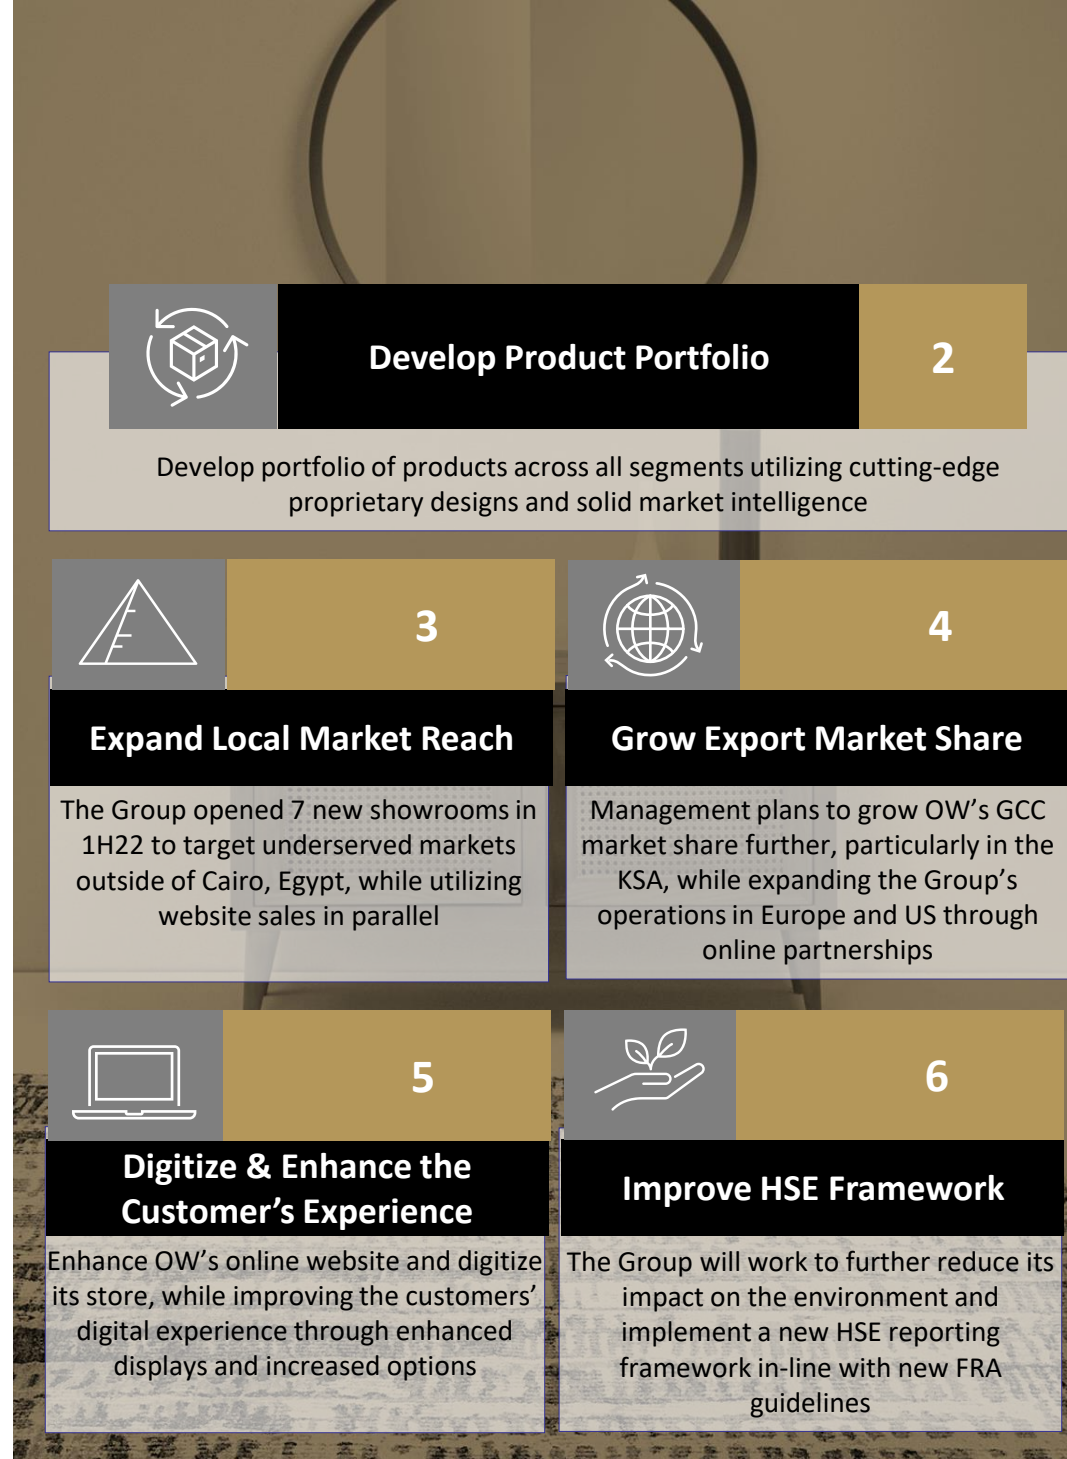 Develop Product Portfolio
2
Develop portfolio of products across all segments utilizing cutting-edge
proprietary designs and solid market intelligence
3
Expand Local Market Reach
The Group opened 7 new showrooms in
1H22 to target underserved markets
outside of Cairo, Egypt, while utilizing
website sales in parallel
4
Grow Export Market Share
Management plans to grow OW’s GCC
market share further, particularly in the
KSA, while expanding the Group’s
operations in Europe and US through
online partnerships
5
Digitize & Enhance the
Customer’s Experience
Enhance OW’s online website and digitize
its store, while improving the customers’
digital experience through enhanced
displays and increased options
6
Improve HSE Framework
The Group will work to further reduce its
impact on the environment and
implement a new HSE reporting
framework in-line with new FRA
guidelines